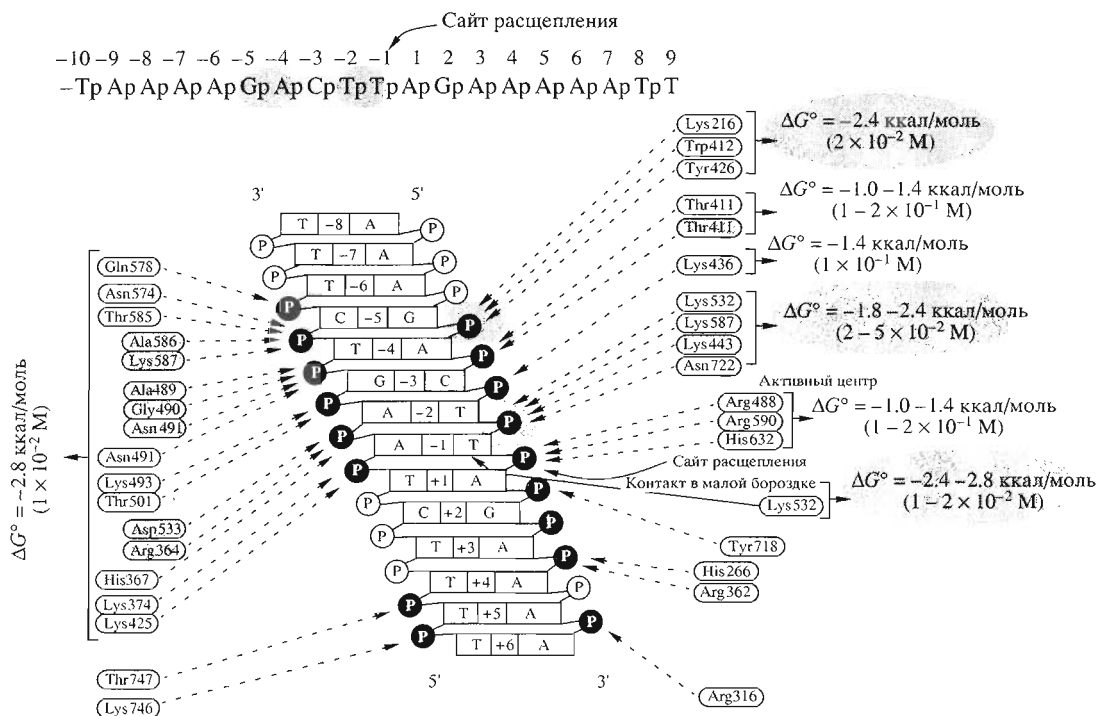 Сайт расщепления
−10 −9 −8 −7 −6 −5 −4 −3 −2 −1 1 2 3 4 5 6 7 8 9
−Tp Ap Ap Ap Ap Gp Ap Cp Tp Tp Ap Gp Ap Ap Ap Ap Ap Tp T
Lys216
Trp412
Tyr426
ΔG° = −2.4 ккал/моль
(2 × 10⁻² M)
Thr411
Thr411
ΔG° = −1.0 −1.4 ккал/моль
(1 − 2 × 10⁻¹ M)
Lys436
ΔG° = −1.4 ккал/моль
(1 × 10⁻¹ M)
Lys532
Lys587
Lys443
Asn722
ΔG° = −1.8 −2.4 ккал/моль
(2 − 5 × 10⁻² M)
Активный центр
Arg488
Arg590
His632
ΔG° = −1.0 −1.4 ккал/моль
(1 − 2 × 10⁻¹ M)
Сайт расщепления
Контакт в малой бороздке
Lys532
ΔG° = −2.4 −2.8 ккал/моль
(1 − 2 × 10⁻² M)
Tyr718
His266
Arg362
Arg316
3' 5'
T −8 A
P P
T −7 A
P P
T −6 A
P P
C −5 G
P P
T −4 A
P P
G −3 C
P P
A −2 T
P P
A −1 T
P P
T +1 A
P P
C +2 G
P P
T +3 A
P P
T +4 A
P P
T +5 A
P P
T +6 A
5' 3'
Gln578
Asn574
Thr585
Ala586
Lys587
Ala489
Gly490
Asn491
Asn491
Lys493
Thr501
Asp533
Arg364
His367
Lys374
Lys425
Thr747
Lys746
ΔG° = −2.8 ккал/моль
(1 × 10⁻² M)